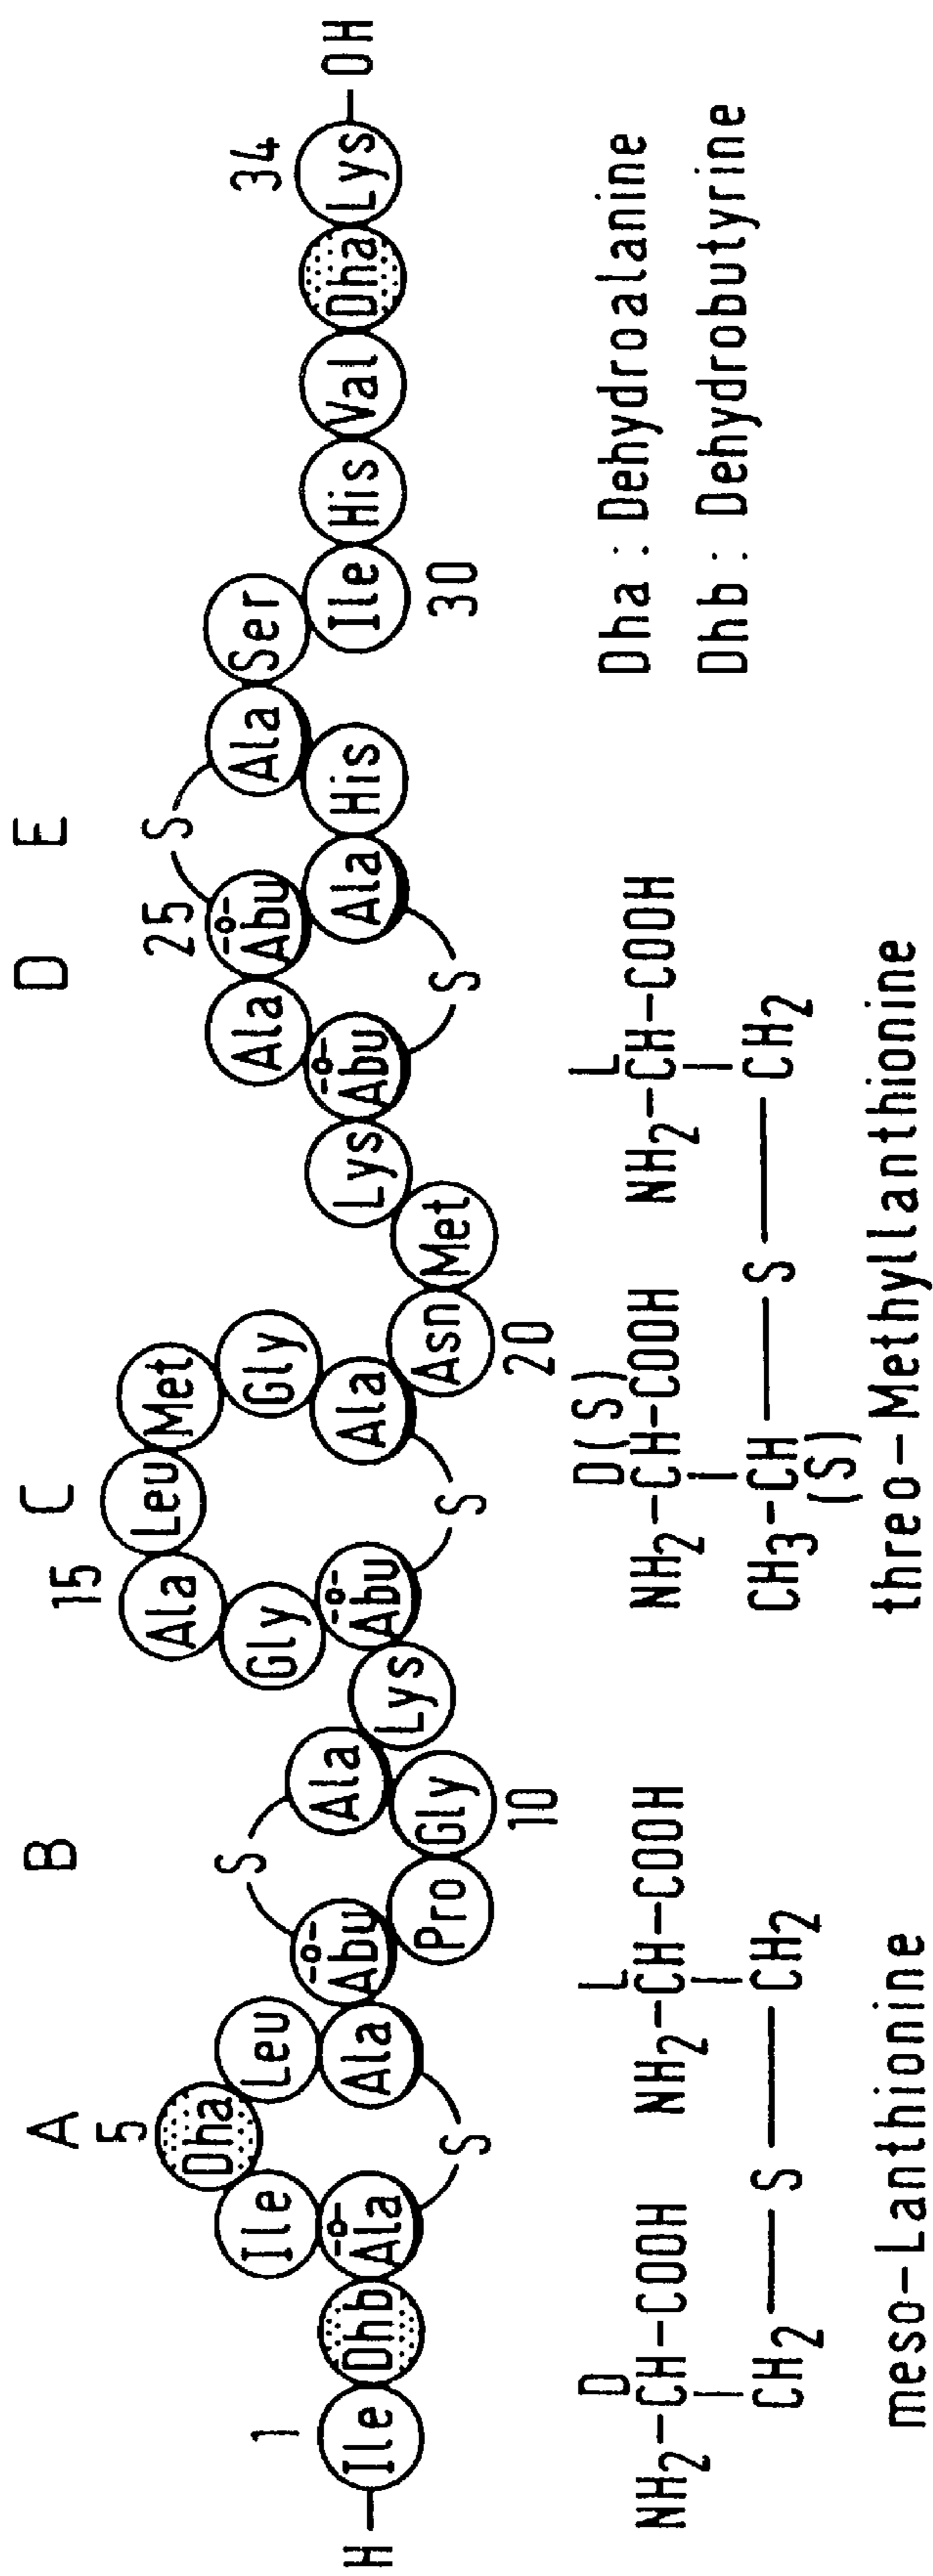 A B C D E
1 5 10 15 20 25 30 34
H–Ile Dhb Ala Ile Dha Leu Ala Abu Pro Gly Ala Lys Abu Gly Ala Leu Met Gly Ala Asn Met Lys Abu Ala Abu Ala His Ala Ser Ile His Val Dha Lys–OH
-D- -D- -D- -D- -D-
S S S S S
D L
NH2–CH–COOH NH2–CH–COOH
CH2—S—CH2
meso-Lanthionine
D(S) L
NH2–CH–COOH NH2–CH–COOH
CH3–CH—S—CH2
(S)
threo-Methyllanthionine
Dha : Dehydroalanine
Dhb : Dehydrobutyrine